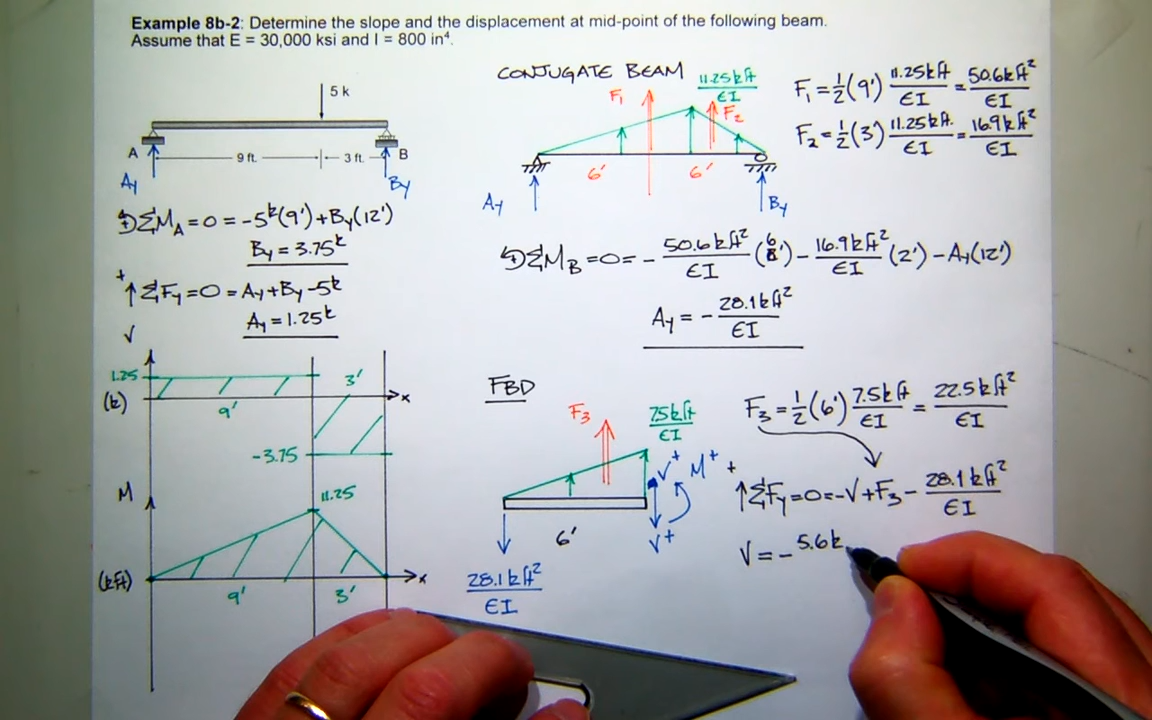 Example 8b-2: Determine the slope and the displacement at mid-point of the following beam.
Assume that E = 30,000 ksi and I = 800 in⁴.
5 k
A
9 ft.
3 ft.
B
Ay
By
↺ΣM_A = 0 = -5ᵏ(9') + By(12')
By = 3.75ᵏ
+↑ΣFy = 0 = Ay + By - 5ᵏ
Ay = 1.25ᵏ
V
1.25
(k)
9'
3'
x
-3.75
M
11.25
(kft)
9'
3'
x
CONJUGATE BEAM
F₁
11.25kft/EI
F₂
6'
6'
Ay
By
F₁ = ½(9') 11.25kft/EI = 50.6kft²/EI
F₂ = ½(3') 11.25kft/EI = 16.9kft²/EI
↺ΣM_B = 0 = - 50.6kft²/EI (6') - 16.9kft²/EI (2') - Ay(12')
Ay = - 28.1kft²/EI
FBD
F₃
7.5kft/EI
V⁺
M⁺
V⁺
6'
28.1kft²/EI
F₃ = ½(6') 7.5kft/EI = 22.5kft²/EI
+↑ΣFy = 0 = -V + F₃ - 28.1kft²/EI
V = - 5.6k